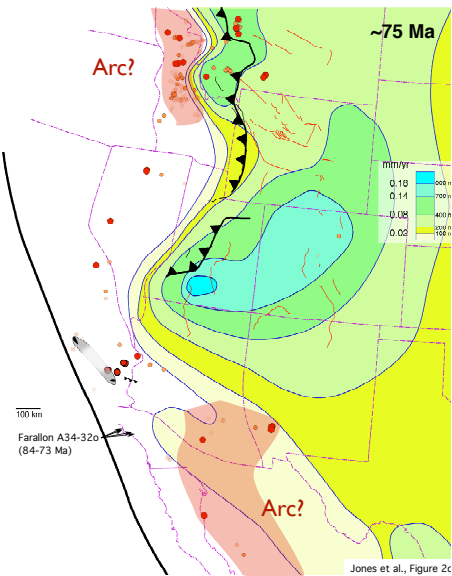 ~75 Ma
Arc?
mm/yr
0.18
0.14
0.08
0.02
100 km
Farallon A34-32o
(84-73 Ma)
Arc?
Jones et al., Figure 2c